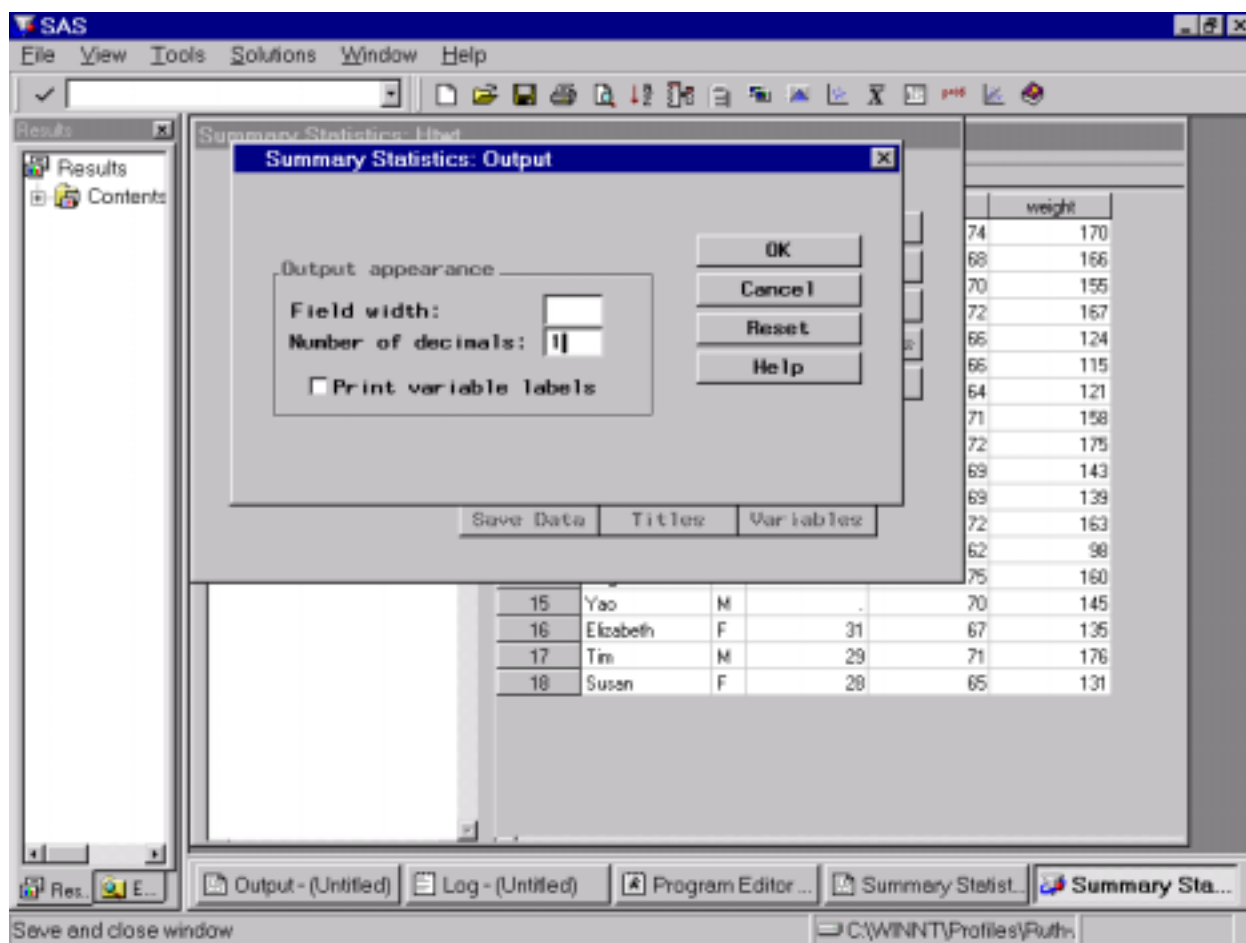 SAS
File View Tools Solutions Window Help
Results
Summary Statistics: Htwt
Results
Contents
Summary Statistics: Output
Output appearance
Field width:
Number of decimals: 1
Print variable labels
OK
Cancel
Reset
Help
Save Data Titles Variables
weight
74 170
68 166
70 155
72 167
66 124
66 115
64 121
71 158
72 175
69 143
69 139
72 163
62 98
75 160
15 Yao M . 70 145
16 Elizabeth F 31 67 135
17 Tim M 29 71 176
18 Susan F 28 65 131
Res.. E...
Output - (Untitled) Log - (Untitled) Program Editor ... Summary Statist... Summary Sta...
Save and close window C:\WINNT\Profiles\Ruth